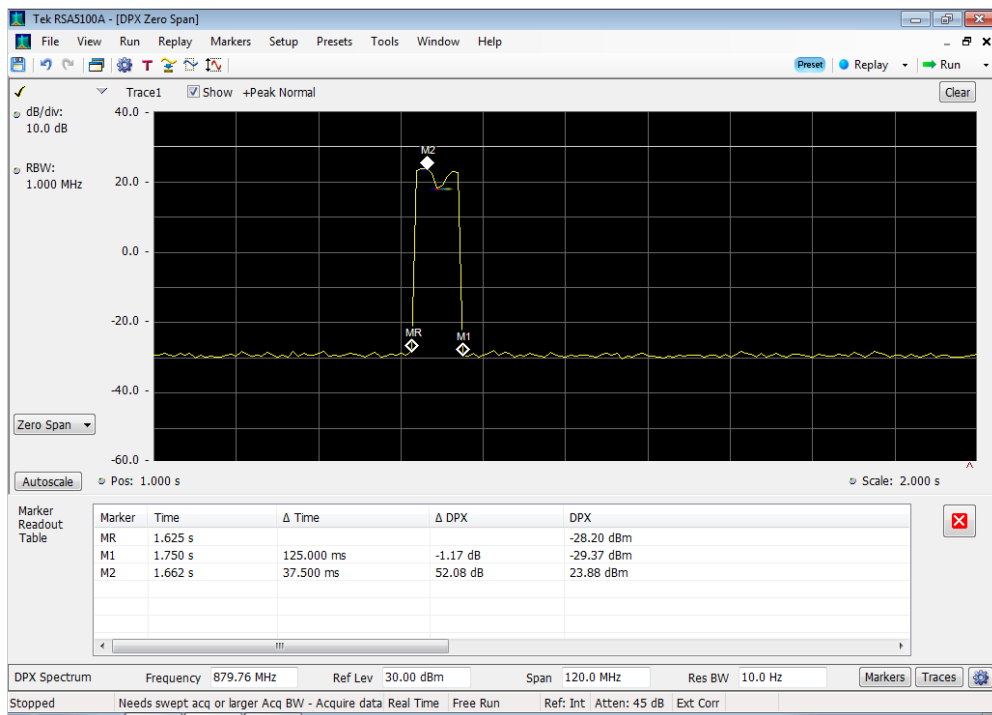 Tek RSA5100A - [DPX Zero Span]
File View Run Replay Markers Setup Presets Tools Window Help
T Preset Replay Run
Trace1 Show +Peak Normal Clear
dB/div:
10.0 dB
RBW:
1.000 MHz
40.0 -
20.0 -
0.0 -
-20.0 -
-40.0 -
-60.0 -
M2
MR
M1
Zero Span
Autoscale Pos: 1.000 s Scale: 2.000 s
Marker
Readout
Table
Marker Time Δ Time Δ DPX DPX
MR 1.625 s -28.20 dBm
M1 1.750 s 125.000 ms -1.17 dB -29.37 dBm
M2 1.662 s 37.500 ms 52.08 dB 23.88 dBm
DPX Spectrum Frequency 879.76 MHz Ref Lev 30.00 dBm Span 120.0 MHz Res BW 10.0 Hz Markers Traces
Stopped Needs swept acq or larger Acq BW - Acquire data Real Time Free Run Ref: Int Atten: 45 dB Ext Corr